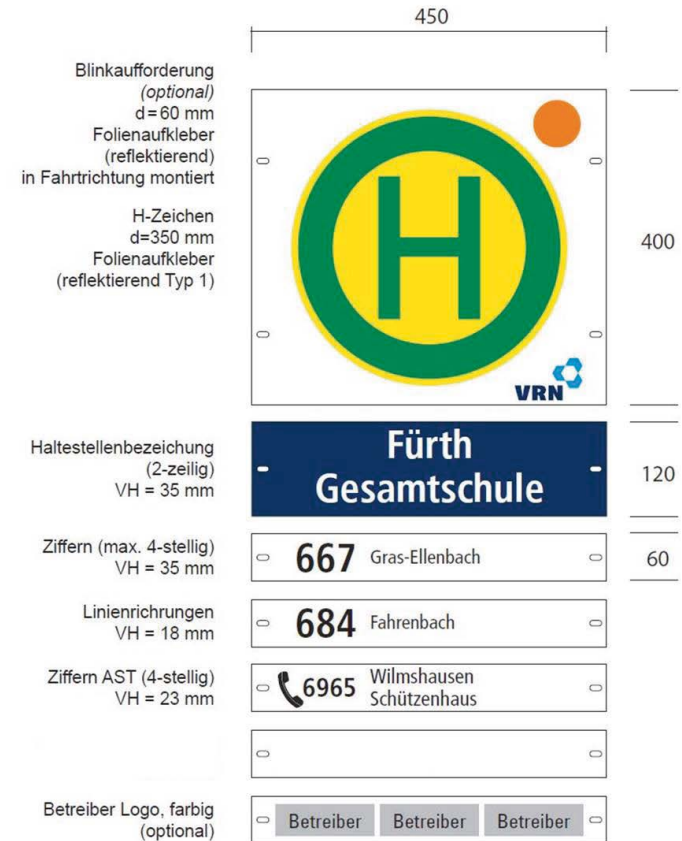 450
Blinkaufforderung
(optional)
d=60 mm
Folienaufkleber
(reflektierend)
in Fahrtrichtung montiert
H-Zeichen
d=350 mm
Folienaufkleber
(reflektierend Typ 1)
H
VRN
400
Haltestellenbezeichung
(2-zeilig)
VH = 35 mm
Fürth
Gesamtschule
120
Ziffern (max. 4-stellig)
VH = 35 mm
667 Gras-Ellenbach
60
Linienrichrungen
VH = 18 mm
684 Fahrenbach
Ziffern AST (4-stellig)
VH = 23 mm
6965 Wilmshausen
Schützenhaus
Betreiber Logo, farbig
(optional)
Betreiber Betreiber Betreiber